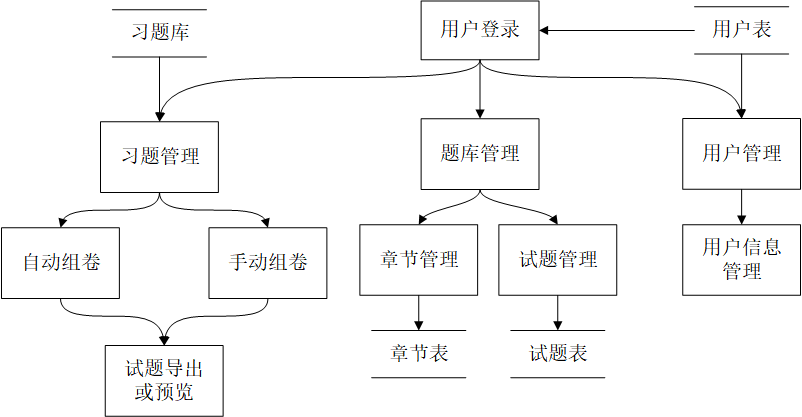 习题库
用户登录
用户表
习题管理
题库管理
用户管理
自动组卷
手动组卷
章节管理
试题管理
用户信息
管理
章节表
试题表
试题导出
或预览